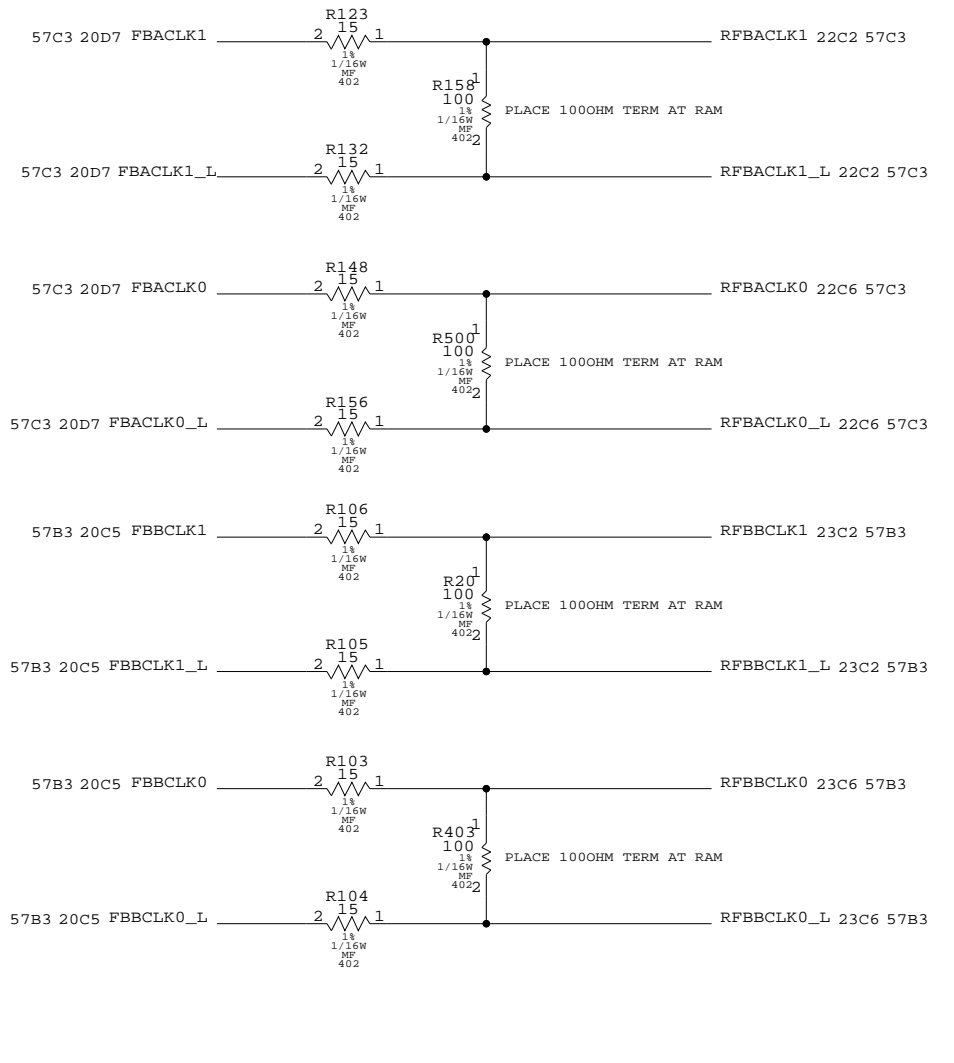 R123
15
57C3 20D7 FBACLK1 2 1 RFBACLK1 22C2 57C3
1%
1/16W
MF
402
1
R158
100
1%
1/16W
MF
402
2
PLACE 100OHM TERM AT RAM
R132
15
57C3 20D7 FBACLK1_L 2 1 RFBACLK1_L 22C2 57C3
1%
1/16W
MF
402
R148
15
57C3 20D7 FBACLK0 2 1 RFBACLK0 22C6 57C3
1%
1/16W
MF
402
1
R500
100
1%
1/16W
MF
402
2
PLACE 100OHM TERM AT RAM
R156
15
57C3 20D7 FBACLK0_L 2 1 RFBACLK0_L 22C6 57C3
1%
1/16W
MF
402
R106
15
57B3 20C5 FBBCLK1 2 1 RFBBCLK1 23C2 57B3
1%
1/16W
MF
402
1
R20
100
1%
1/16W
MF
402
2
PLACE 100OHM TERM AT RAM
R105
15
57B3 20C5 FBBCLK1_L 2 1 RFBBCLK1_L 23C2 57B3
1%
1/16W
MF
402
R103
15
57B3 20C5 FBBCLK0 2 1 RFBBCLK0 23C6 57B3
1%
1/16W
MF
402
1
R403
100
1%
1/16W
MF
402
2
PLACE 100OHM TERM AT RAM
R104
15
57B3 20C5 FBBCLK0_L 2 1 RFBBCLK0_L 23C6 57B3
1%
1/16W
MF
402